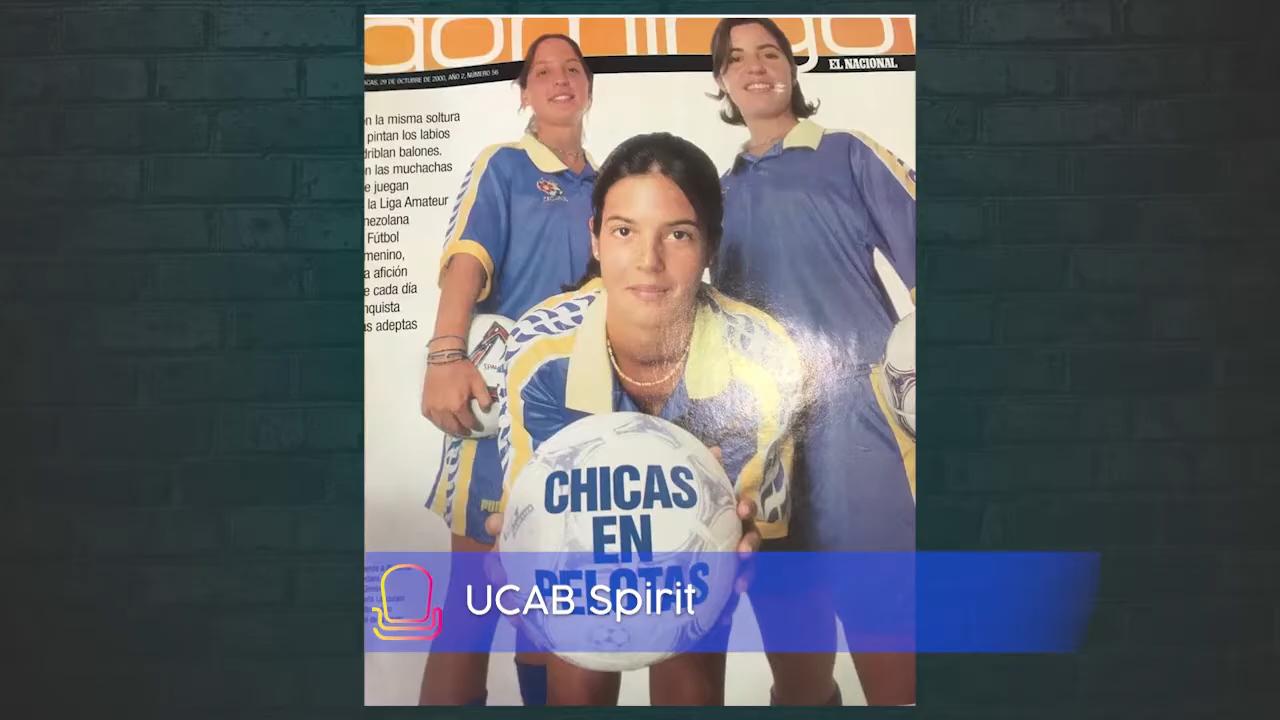 domingo
EL NACIONAL
ACAS, 29 DE OCTUBRE DE 2000, AÑO 2, NÚMERO 56
n la misma soltura
pintan los labios
driblan balones.
n las muchachas
e juegan
la Liga Amateur
nezolana
Fútbol
menino,
a afición
e cada día
nquista
as adeptas
CHICAS
EN
PELOTAS
UCAB Spirit